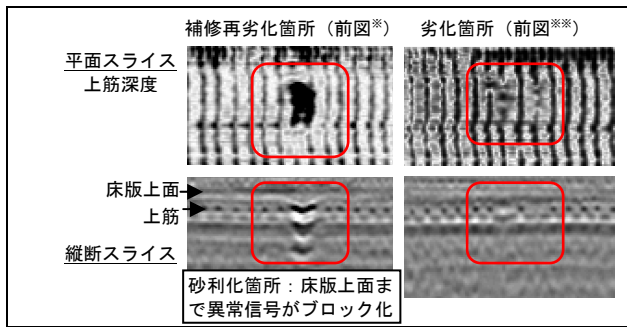 補修再劣化箇所（前図※）
劣化箇所（前図※※）
平面スライス
上筋深度
床版上面
上筋
縦断スライス
砂利化箇所：床版上面ま
で異常信号がブロック化